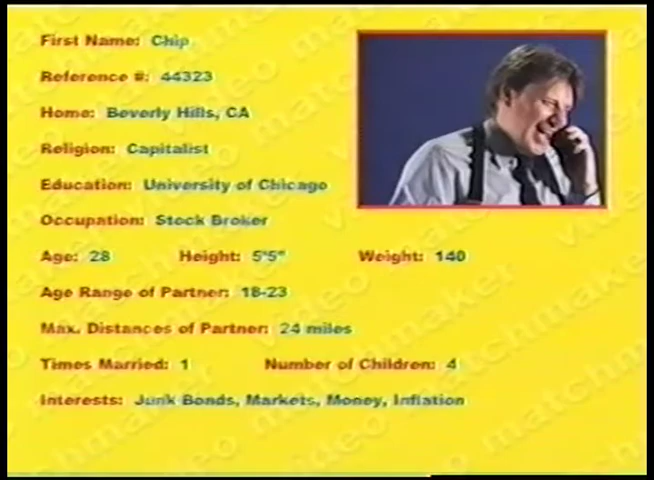 First Name: Chip
Reference #: 44323
Home: Beverly Hills, CA
Religion: Capitalist
Education: University of Chicago
Occupation: Stock Broker
Age: 28 Height: 5'5" Weight: 140
Age Range of Partner: 18-23
Max. Distances of Partner: 24 miles
Times Married: 1 Number of Children: 4
Interests: Junk Bonds, Markets, Money, Inflation